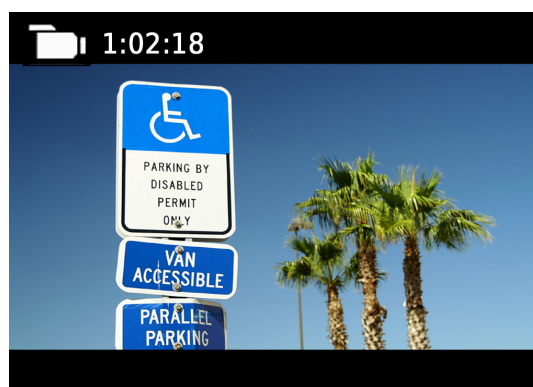 1:02:18
PARKING BY
DISABLED
PERMIT
ONLY
VAN
ACCESSIBLE
PARALLEL
PARKING